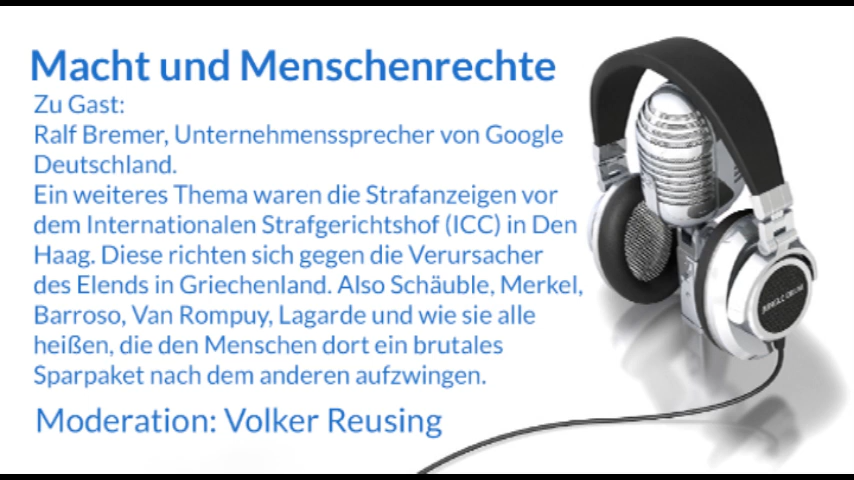 Macht und Menschenrechte
Zu Gast:
Ralf Bremer, Unternehmenssprecher von Google
Deutschland.
Ein weiteres Thema waren die Strafanzeigen vor
dem Internationalen Strafgerichtshof (ICC) in Den
Haag. Diese richten sich gegen die Verursacher
des Elends in Griechenland. Also Schäuble, Merkel,
Barroso, Van Rompuy, Lagarde und wie sie alle
heißen, die den Menschen dort ein brutales
Sparpaket nach dem anderen aufzwingen.
Moderation: Volker Reusing